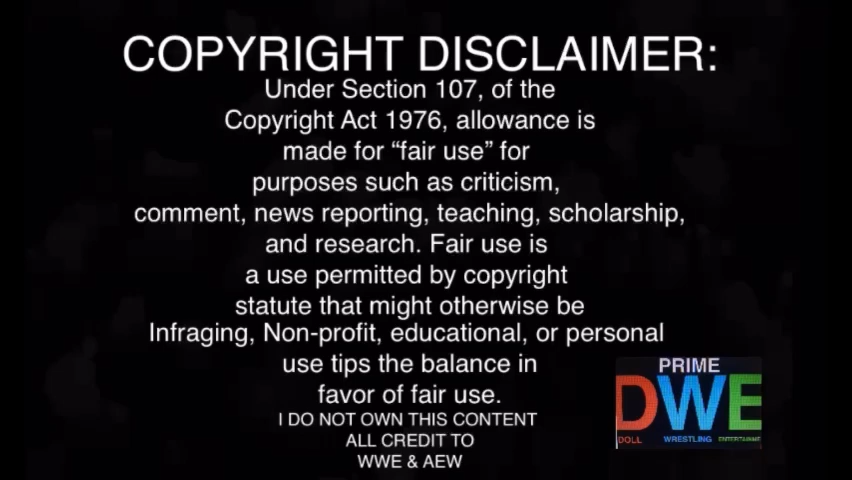 COPYRIGHT DISCLAIMER:
Under Section 107, of the
Copyright Act 1976, allowance is
made for “fair use” for
purposes such as criticism,
comment, news reporting, teaching, scholarship,
and research. Fair use is
a use permitted by copyright
statute that might otherwise be
Infraging, Non-profit, educational, or personal
use tips the balance in
favor of fair use.
I DO NOT OWN THIS CONTENT
ALL CREDIT TO
WWE & AEW
PRIME
DWE
DOLL WRESTLING